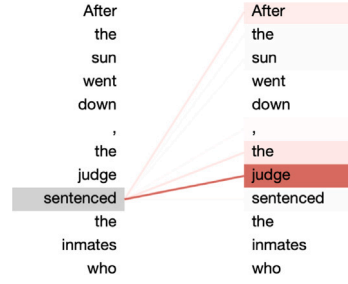 After After
the the
sun sun
went went
down down
, ,
the the
judge judge
sentenced sentenced
the the
inmates inmates
who who